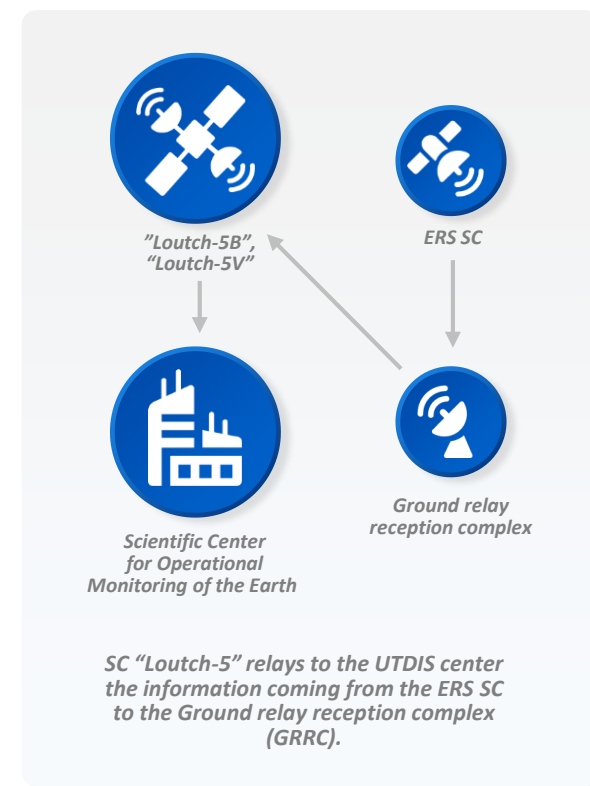 ”Loutch-5B”,
“Loutch-5V”
ERS SC
Scientific Center
for Operational
Monitoring of the Earth
Ground relay
reception complex
SC “Loutch-5” relays to the UTDIS center
the information coming from the ERS SC
to the Ground relay reception complex
(GRRC).